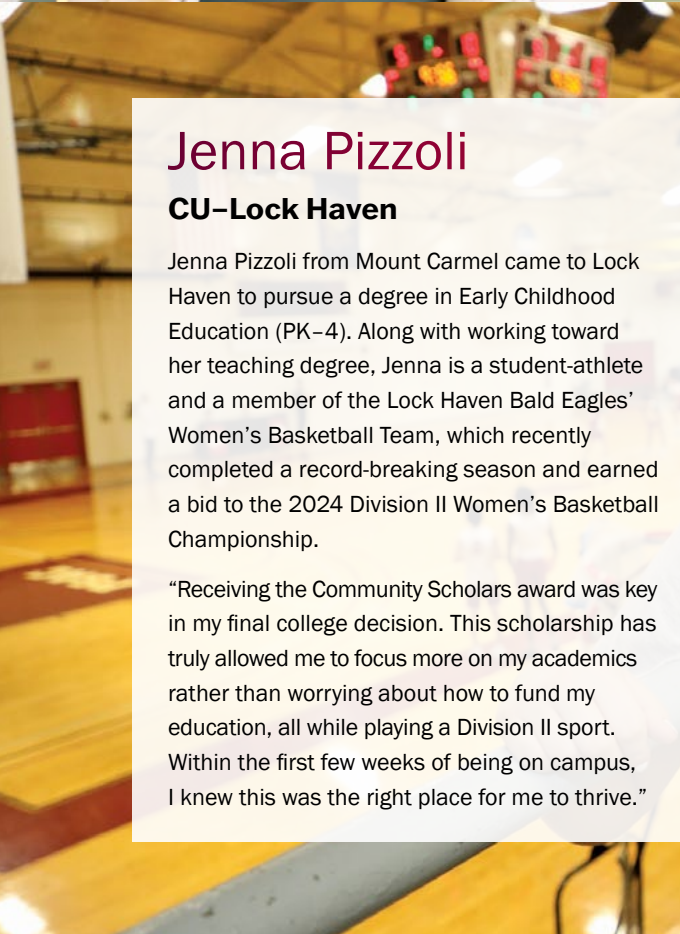 Jenna Pizzoli
CU–Lock Haven
Jenna Pizzoli from Mount Carmel came to Lock
Haven to pursue a degree in Early Childhood
Education (PK–4). Along with working toward
her teaching degree, Jenna is a student-athlete
and a member of the Lock Haven Bald Eagles’
Women’s Basketball Team, which recently
completed a record-breaking season and earned
a bid to the 2024 Division II Women’s Basketball
Championship.
“Receiving the Community Scholars award was key
in my final college decision. This scholarship has
truly allowed me to focus more on my academics
rather than worrying about how to fund my
education, all while playing a Division II sport.
Within the first few weeks of being on campus,
I knew this was the right place for me to thrive.”